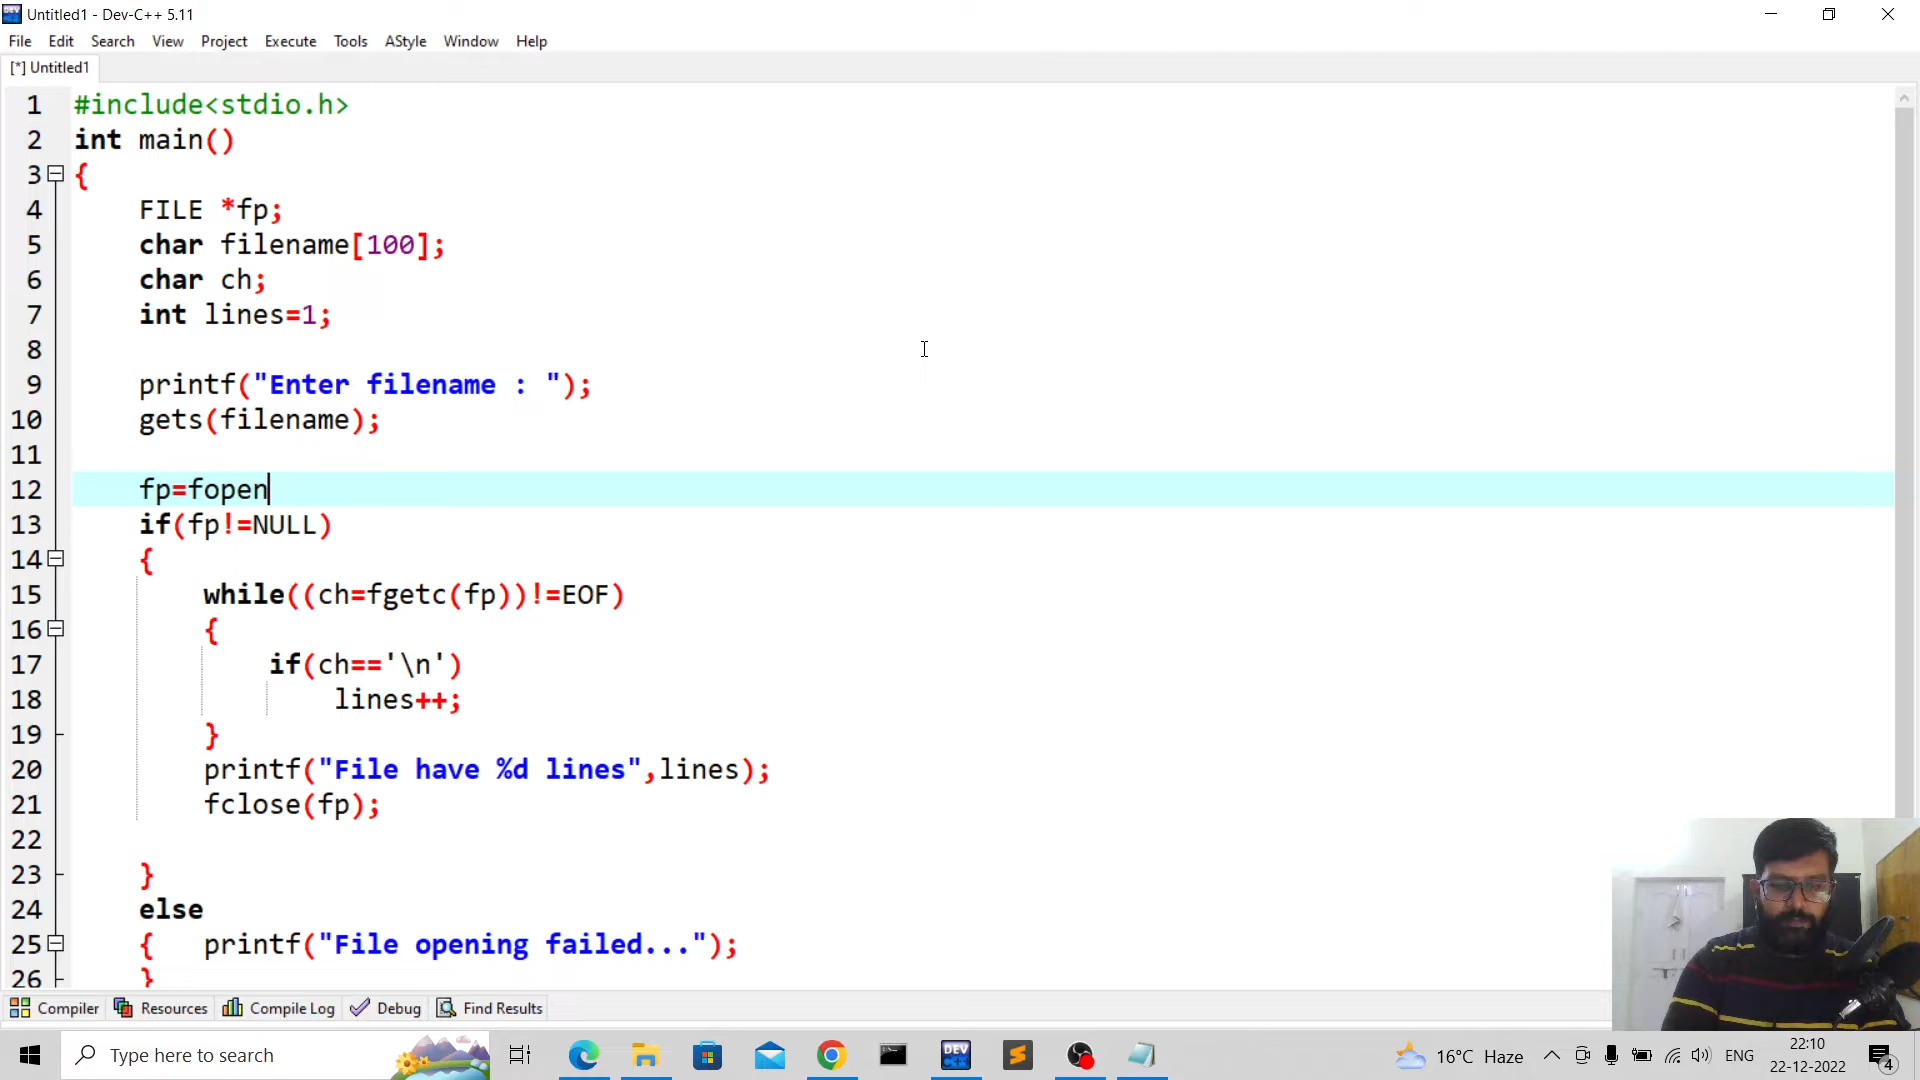 Untitled1 - Dev-C++ 5.11
File Edit Search View Project Execute Tools AStyle Window Help
[*] Untitled1
1 #include<stdio.h>
2 int main()
3 {
4 FILE *fp;
5 char filename[100];
6 char ch;
7 int lines=1;
8
9 printf("Enter filename : ");
10 gets(filename);
11
12 fp=fopen
13 if(fp!=NULL)
14 {
15 while((ch=fgetc(fp))!=EOF)
16 {
17 if(ch=='\n')
18 lines++;
19 }
20 printf("File have %d lines",lines);
21 fclose(fp);
22
23 }
24 else
25 { printf("File opening failed...");
26 }
Compiler Resources Compile Log Debug Find Results
Type here to search
DEV C++
16°C Haze
ENG
22:10
22-12-2022
4